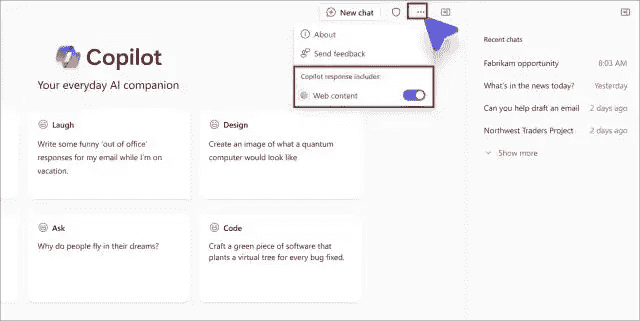 New chat
About
Send feedback
Copilot response includes:
Web content
Copilot
Your everyday AI companion
Laugh
Write some funny 'out of office'
responses for my email while I'm on
vacation.
Design
Create an image of what a quantum
computer would look like
Ask
Why do people fly in their dreams?
Code
Craft a green piece of software that
plants a virtual tree for every bug fixed.
Recent chats
Fabrikam opportunity 8:03 AM
What's in the news today? Yesterday
Can you help draft an email 2 days ago
Northwest Traders Project 2 days ago
Show more